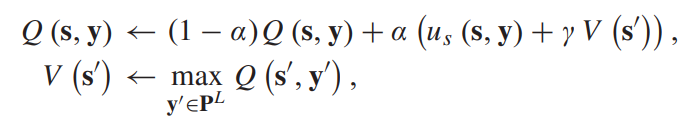 Q (s, y) ← (1 − α)Q (s, y) + α (u_s (s, y) + γ V (s′)) ,
V (s′) ← max_{y′∈P^L} Q (s′, y′) ,